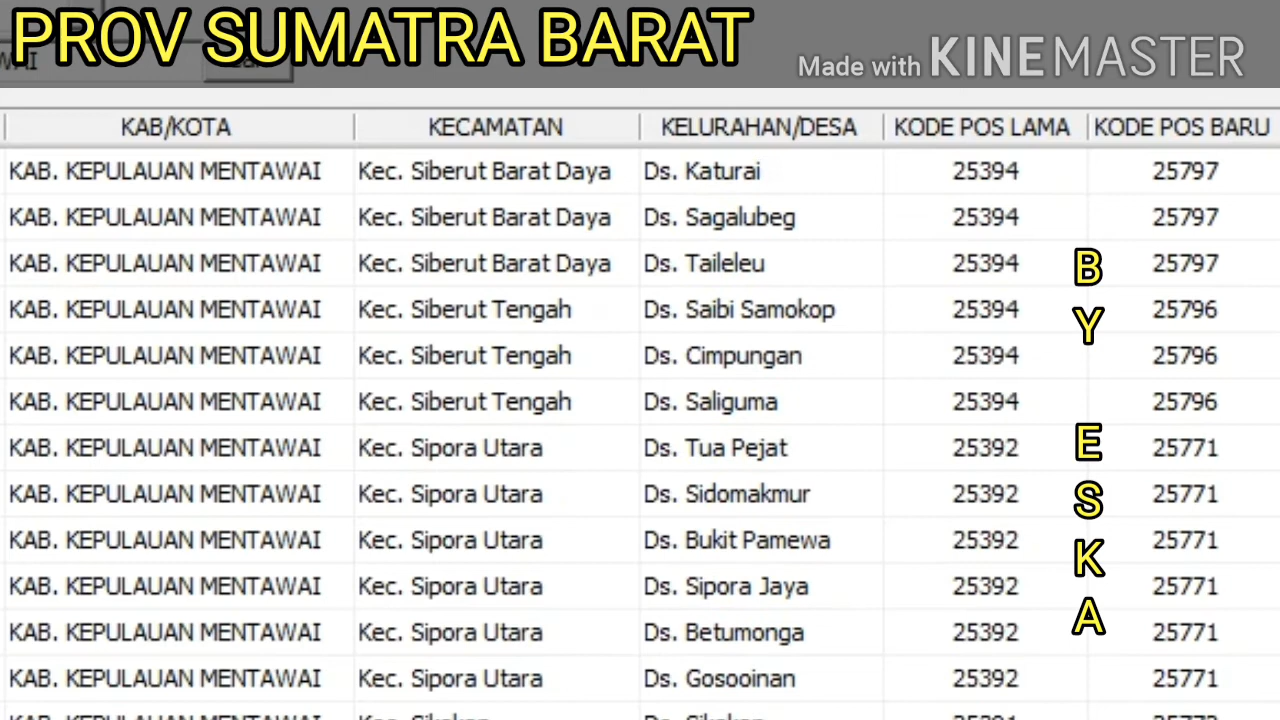 PROV SUMATRA BARAT
Made with KINEMASTER
KAB/KOTA KECAMATAN KELURAHAN/DESA KODE POS LAMA KODE POS BARU
KAB. KEPULAUAN MENTAWAI Kec. Siberut Barat Daya Ds. Katurai 25394 25797
KAB. KEPULAUAN MENTAWAI Kec. Siberut Barat Daya Ds. Sagalubeg 25394 25797
KAB. KEPULAUAN MENTAWAI Kec. Siberut Barat Daya Ds. Taileleu 25394 25797
KAB. KEPULAUAN MENTAWAI Kec. Siberut Tengah Ds. Saibi Samokop 25394 25796
KAB. KEPULAUAN MENTAWAI Kec. Siberut Tengah Ds. Cimpungan 25394 25796
KAB. KEPULAUAN MENTAWAI Kec. Siberut Tengah Ds. Saliguma 25394 25796
KAB. KEPULAUAN MENTAWAI Kec. Sipora Utara Ds. Tua Pejat 25392 25771
KAB. KEPULAUAN MENTAWAI Kec. Sipora Utara Ds. Sidomakmur 25392 25771
KAB. KEPULAUAN MENTAWAI Kec. Sipora Utara Ds. Bukit Pamewa 25392 25771
KAB. KEPULAUAN MENTAWAI Kec. Sipora Utara Ds. Sipora Jaya 25392 25771
KAB. KEPULAUAN MENTAWAI Kec. Sipora Utara Ds. Betumonga 25392 25771
KAB. KEPULAUAN MENTAWAI Kec. Sipora Utara Ds. Gosooinan 25392 25771
BY ESKA